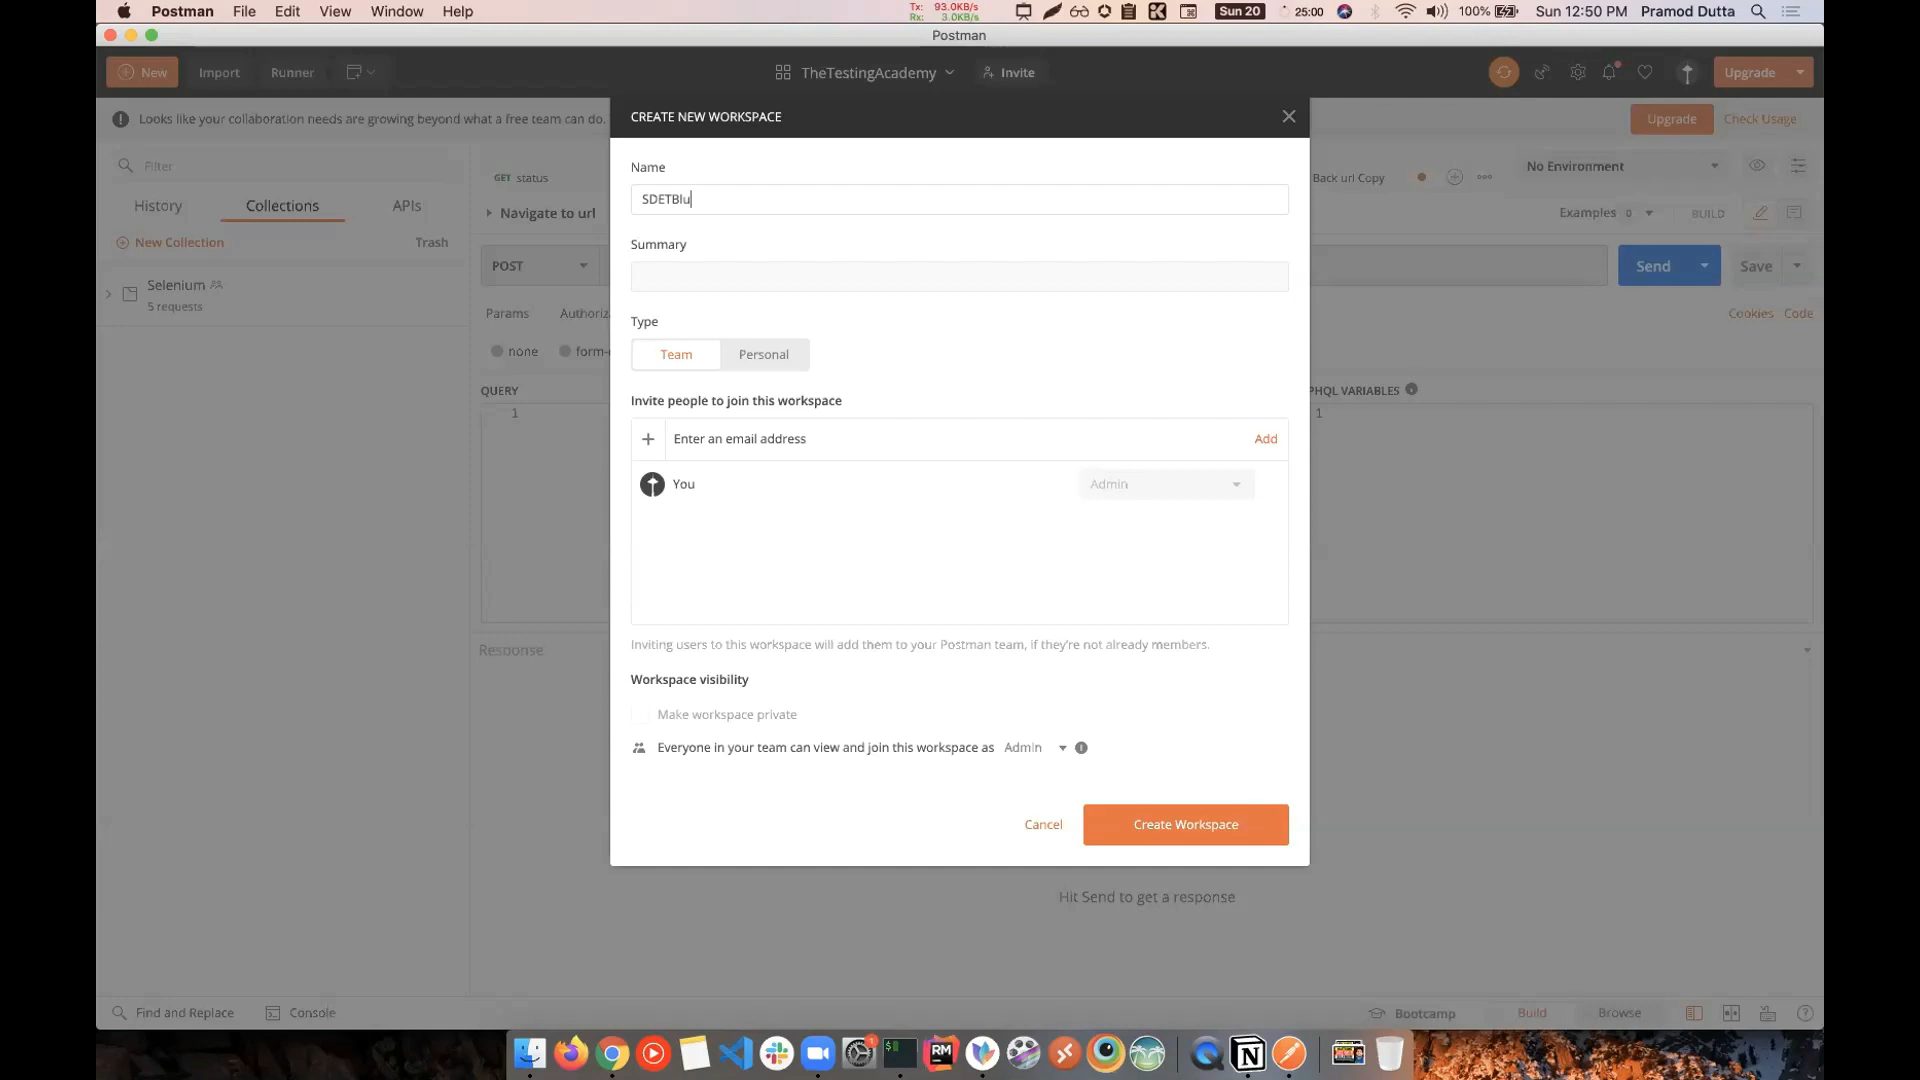 Postman File Edit View Window Help Tx: 93.0KB/s Rx: 3.0KB/s Sun 20 25:00 100% Sun 12:50 PM Pramod Dutta
Postman
New Import Runner TheTestingAcademy Invite Upgrade
Looks like your collaboration needs are growing beyond what a free team can do. Upgrade Check Usage
CREATE NEW WORKSPACE
Filter
GET status
Back url Copy
No Environment
History Collections APIs
Navigate to url
Examples 0 BUILD
New Collection Trash
POST
Send Save
Selenium
5 requests
Params
Cookies Code
none
QUERY
1
PHQL VARIABLES
1
Name
SDETBlu
Summary
Type
Team Personal
Invite people to join this workspace
Enter an email address Add
You Admin
Inviting users to this workspace will add them to your Postman team, if they're not already members.
Workspace visibility
Make workspace private
Everyone in your team can view and join this workspace as Admin
Cancel Create Workspace
Response
Hit Send to get a response
Find and Replace Console Bootcamp Build Browse
1 $ RM N